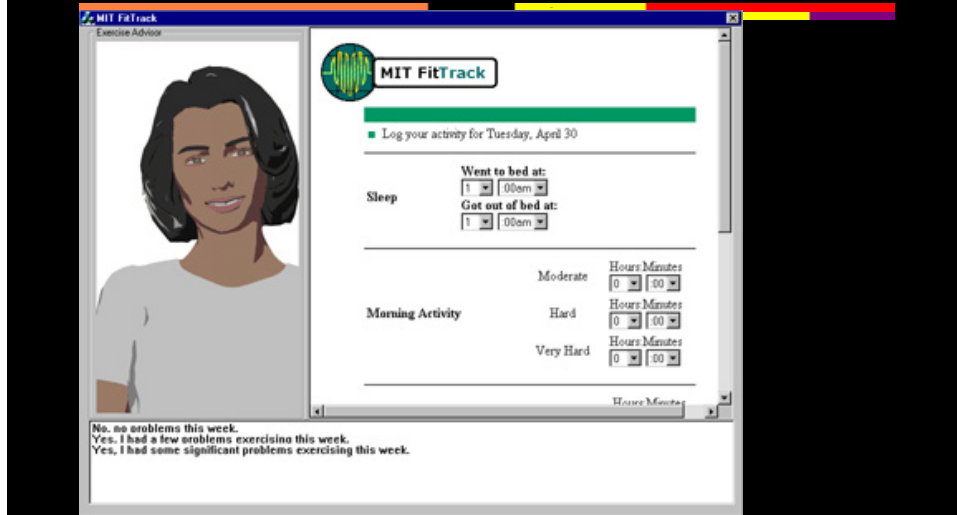 MIT FitTrack
Exercise Advisor
MIT FitTrack
Log your activity for Tuesday, April 30
Sleep
Went to bed at:
1 :00am
Got out of bed at:
1 :00am
Morning Activity
Moderate
Hours:Minutes
0 :00
Hard
Hours:Minutes
0 :00
Very Hard
Hours:Minutes
0 :00
Hours:Minutes
No, no problems this week.
Yes, I had a few problems exercising this week.
Yes, I had some significant problems exercising this week.